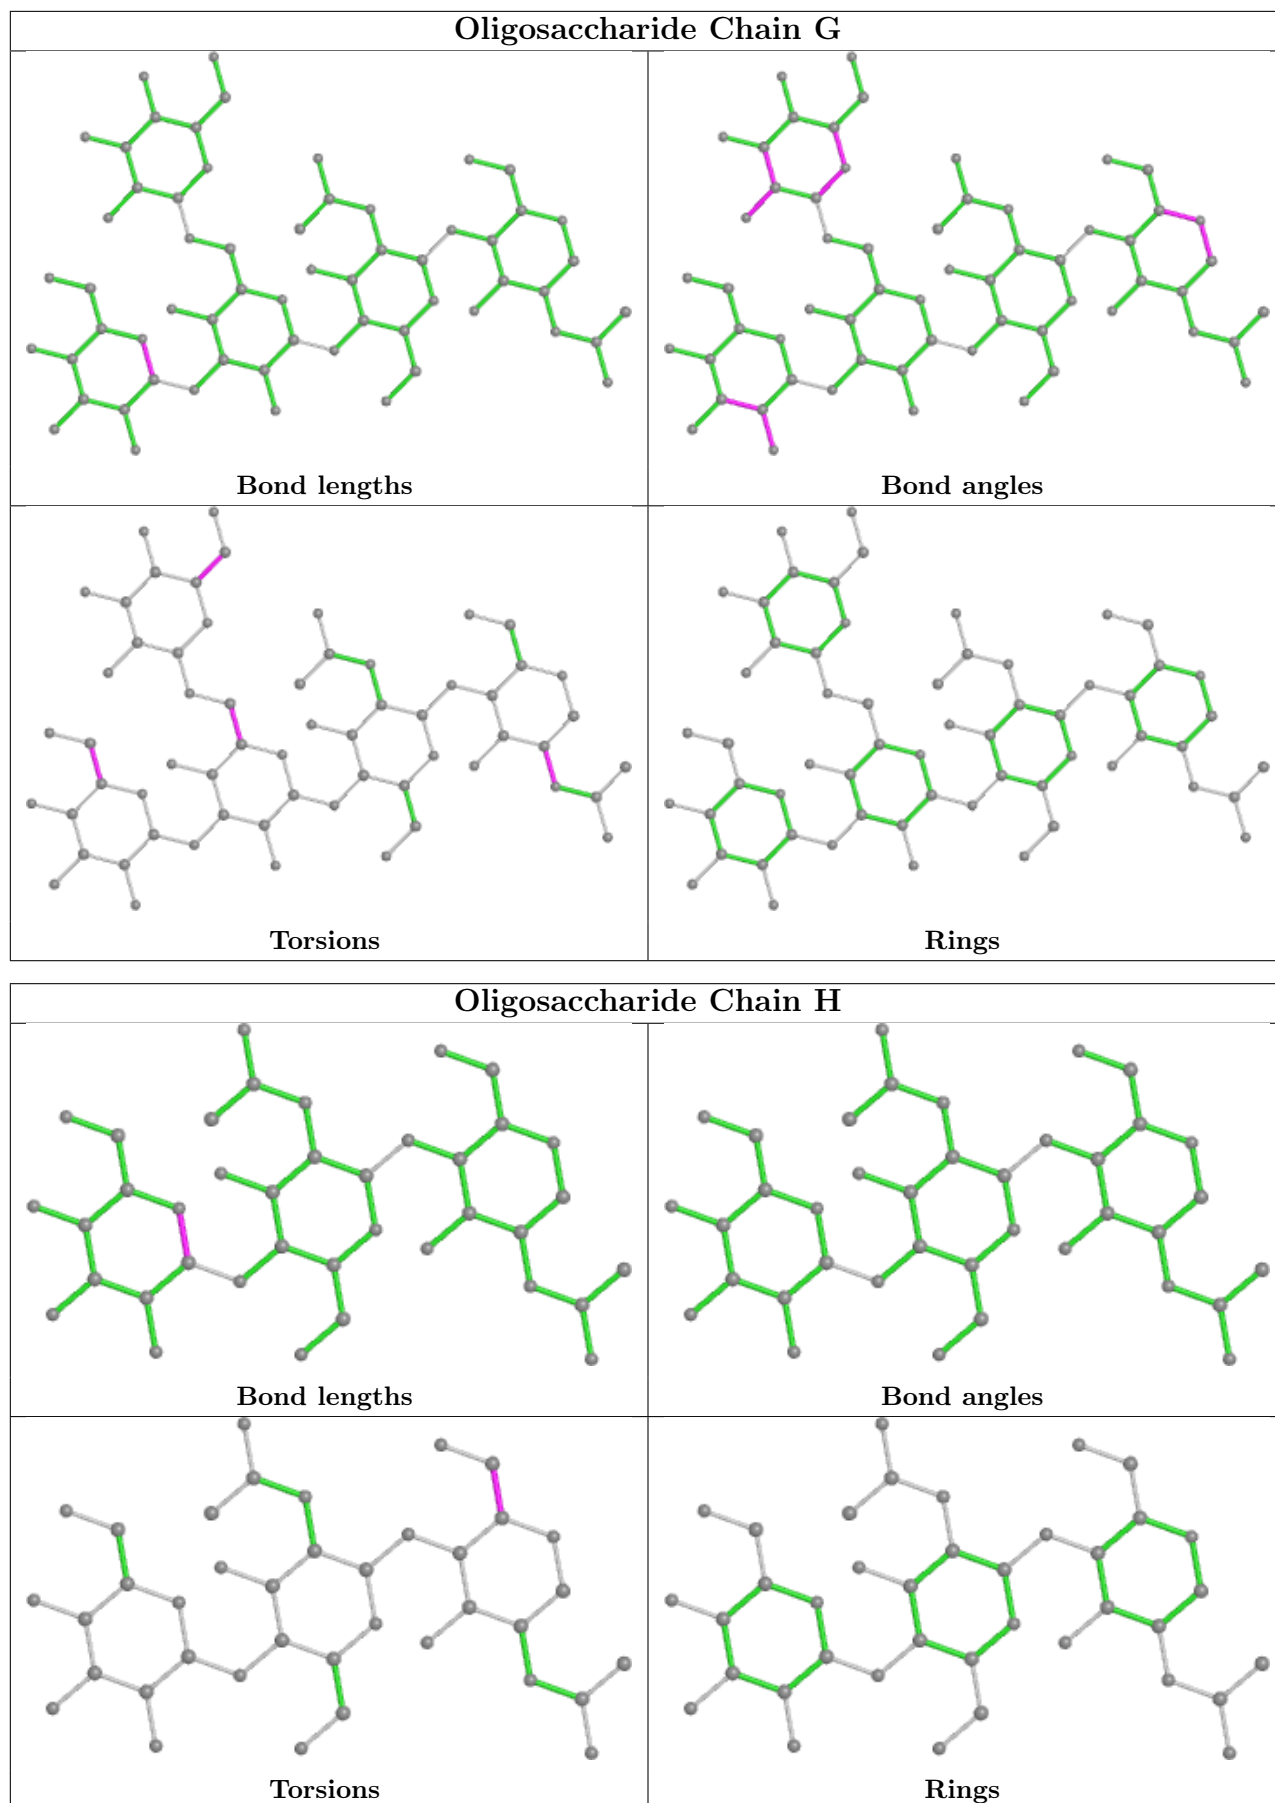 Oligosaccharide Chain G
Bond lengths
Bond angles
Torsions
Rings
Oligosaccharide Chain H
Bond lengths
Bond angles
Torsions
Rings